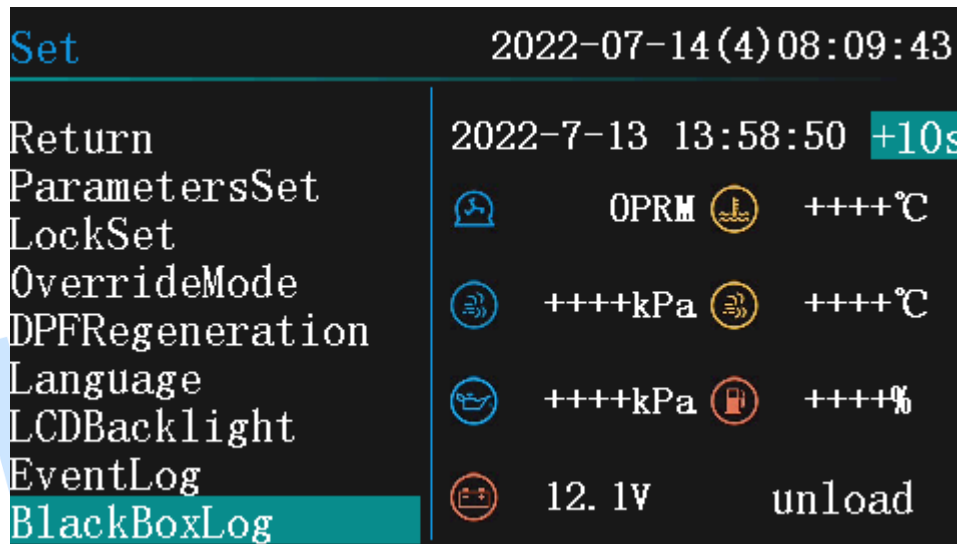 Set
2022-07-14(4)08:09:43
Return
ParametersSet
LockSet
OverrideMode
DPFRegeneration
Language
LCDBacklight
EventLog
BlackBoxLog
2022-7-13 13:58:50 +10s
0PRM ++++℃
++++kPa ++++℃
++++kPa ++++%
12.1V unload